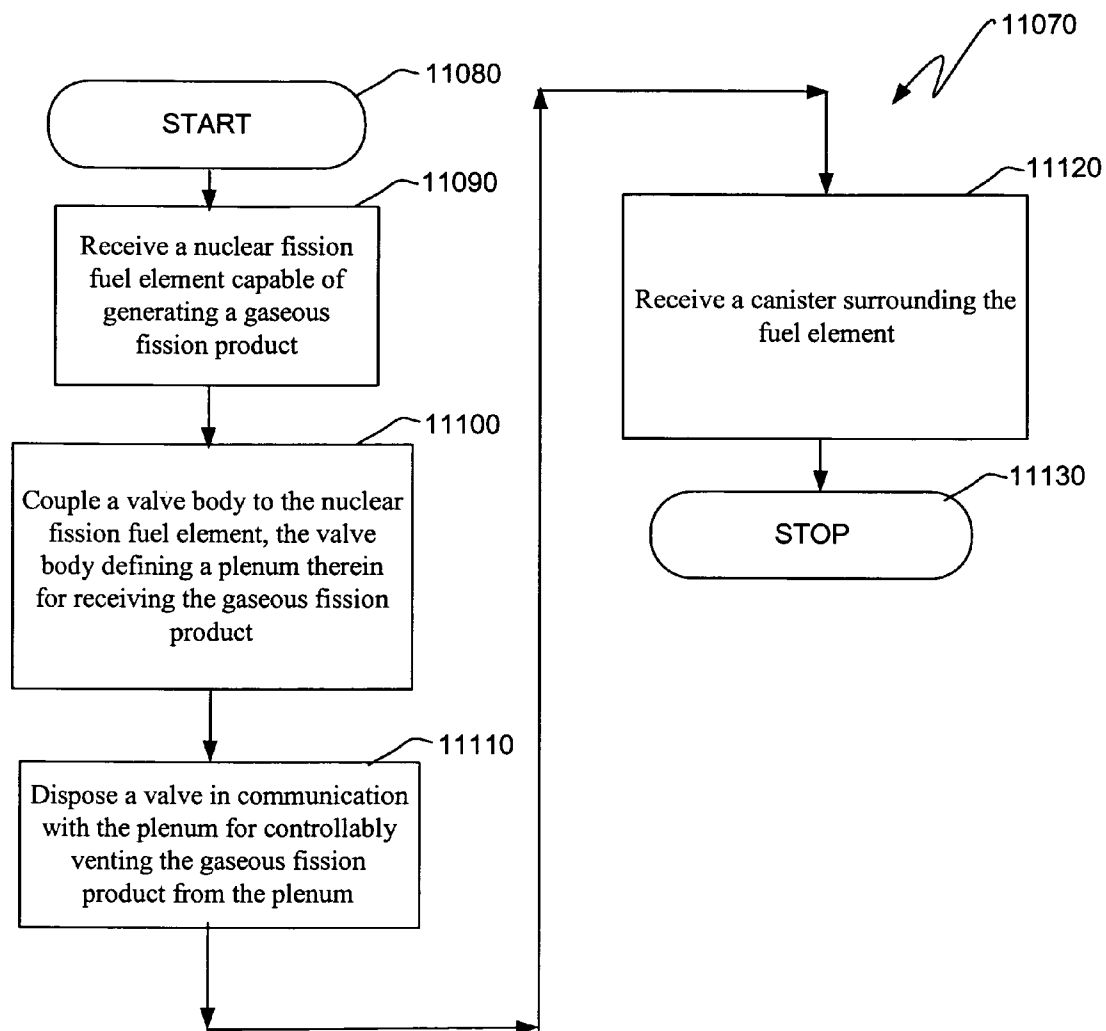 11070
11080
START
11090
Receive a nuclear fission
fuel element capable of
generating a gaseous
fission product
11100
Couple a valve body to the nuclear
fission fuel element, the valve
body defining a plenum therein
for receiving the gaseous fission
product
11110
Dispose a valve in communication
with the plenum for controllably
venting the gaseous fission
product from the plenum
11120
Receive a canister surrounding the
fuel element
11130
STOP